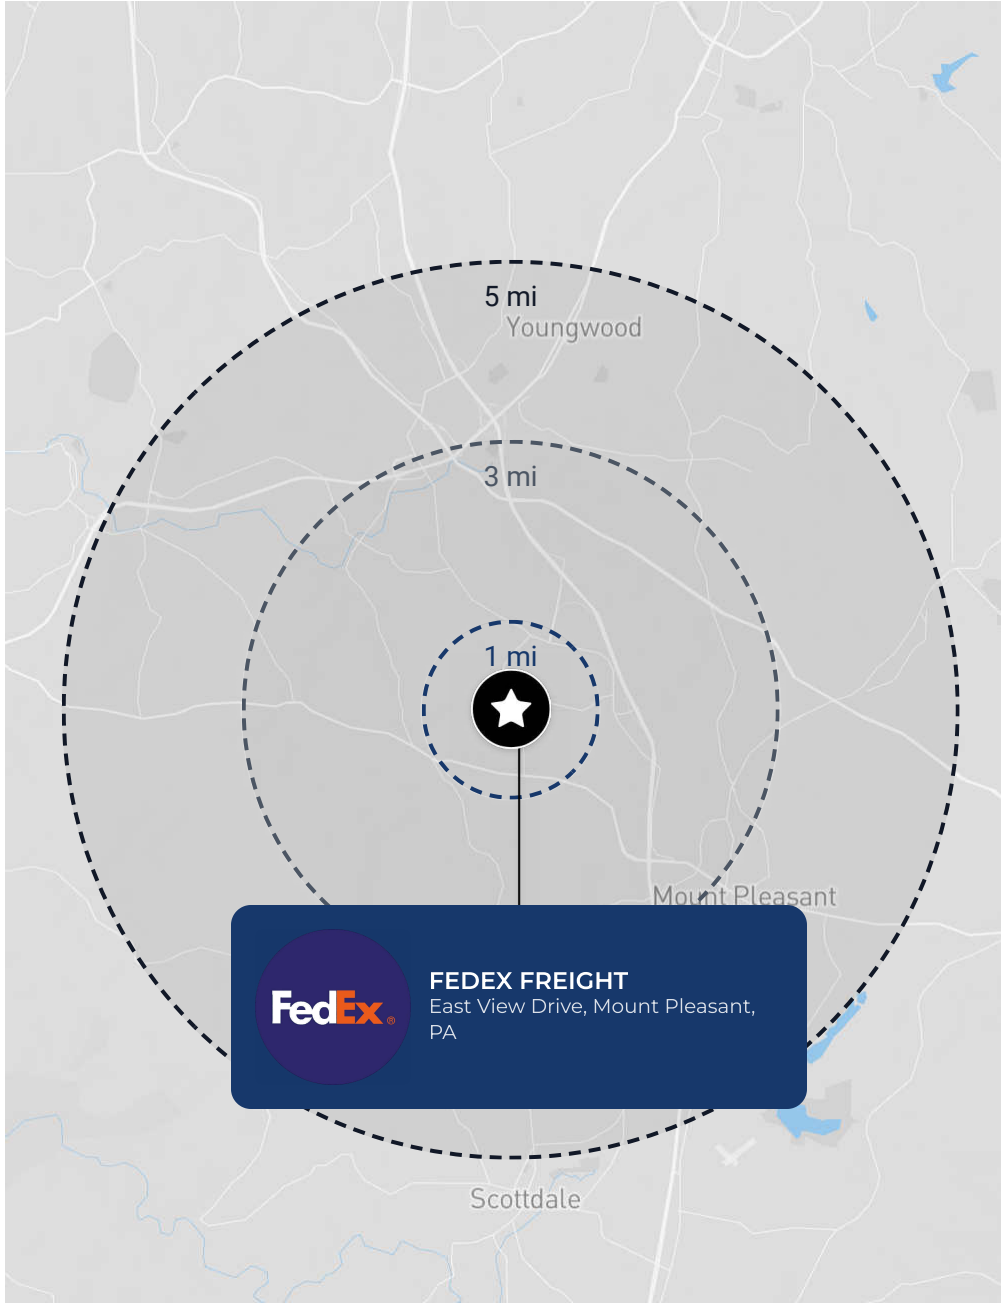 5 mi
Youngwood
3 mi
1 mi
Mount Pleasant
FedEx®
FEDEX FREIGHT
East View Drive, Mount Pleasant,
PA
Scottdale